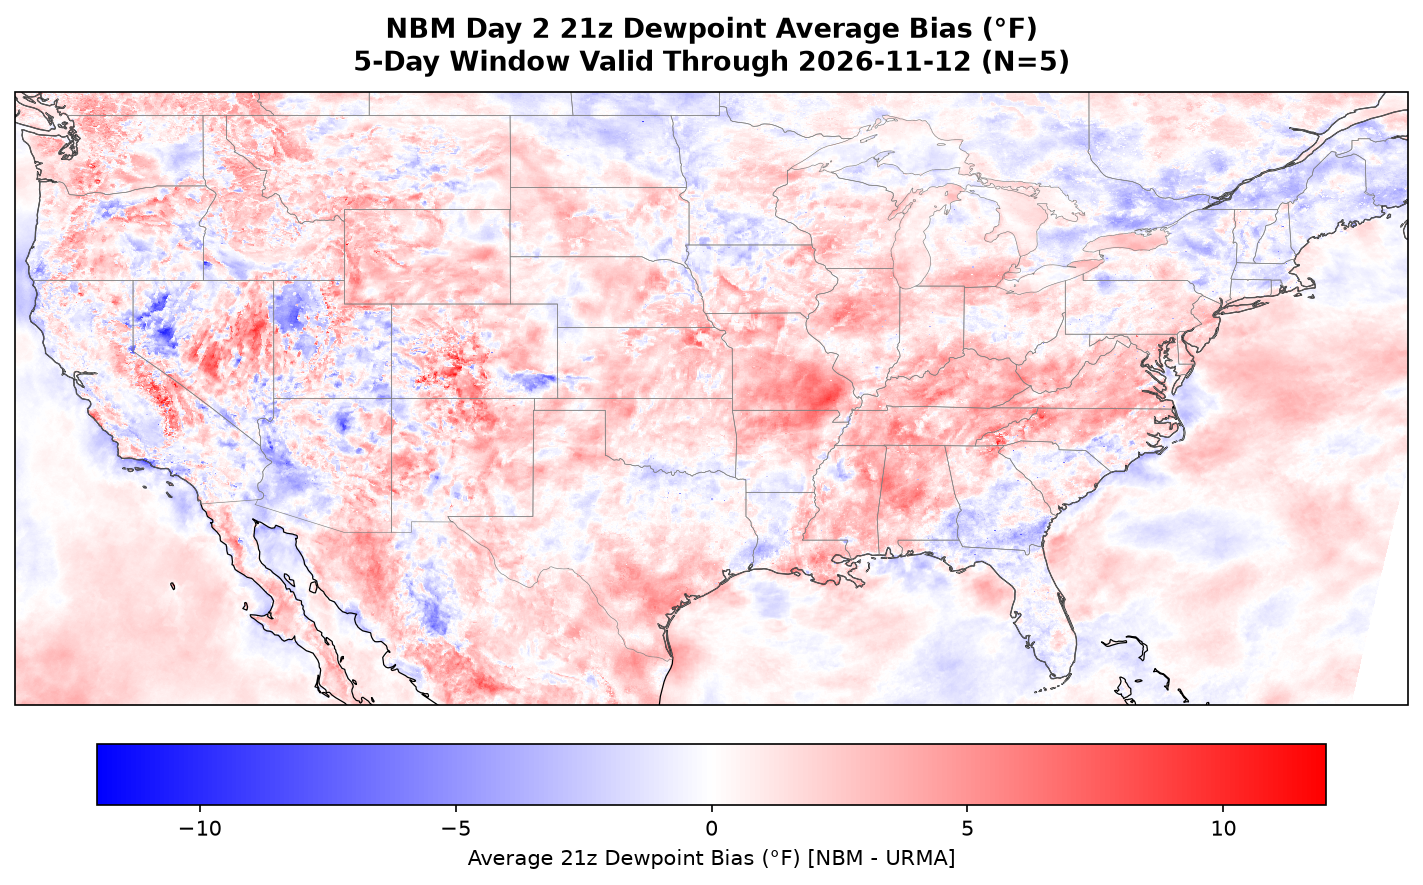 NBM Day 2 21z Dewpoint Average Bias (°F)
5-Day Window Valid Through 2026-11-12 (N=5)
−10 −5 0 5 10
Average 21z Dewpoint Bias (°F) [NBM - URMA]